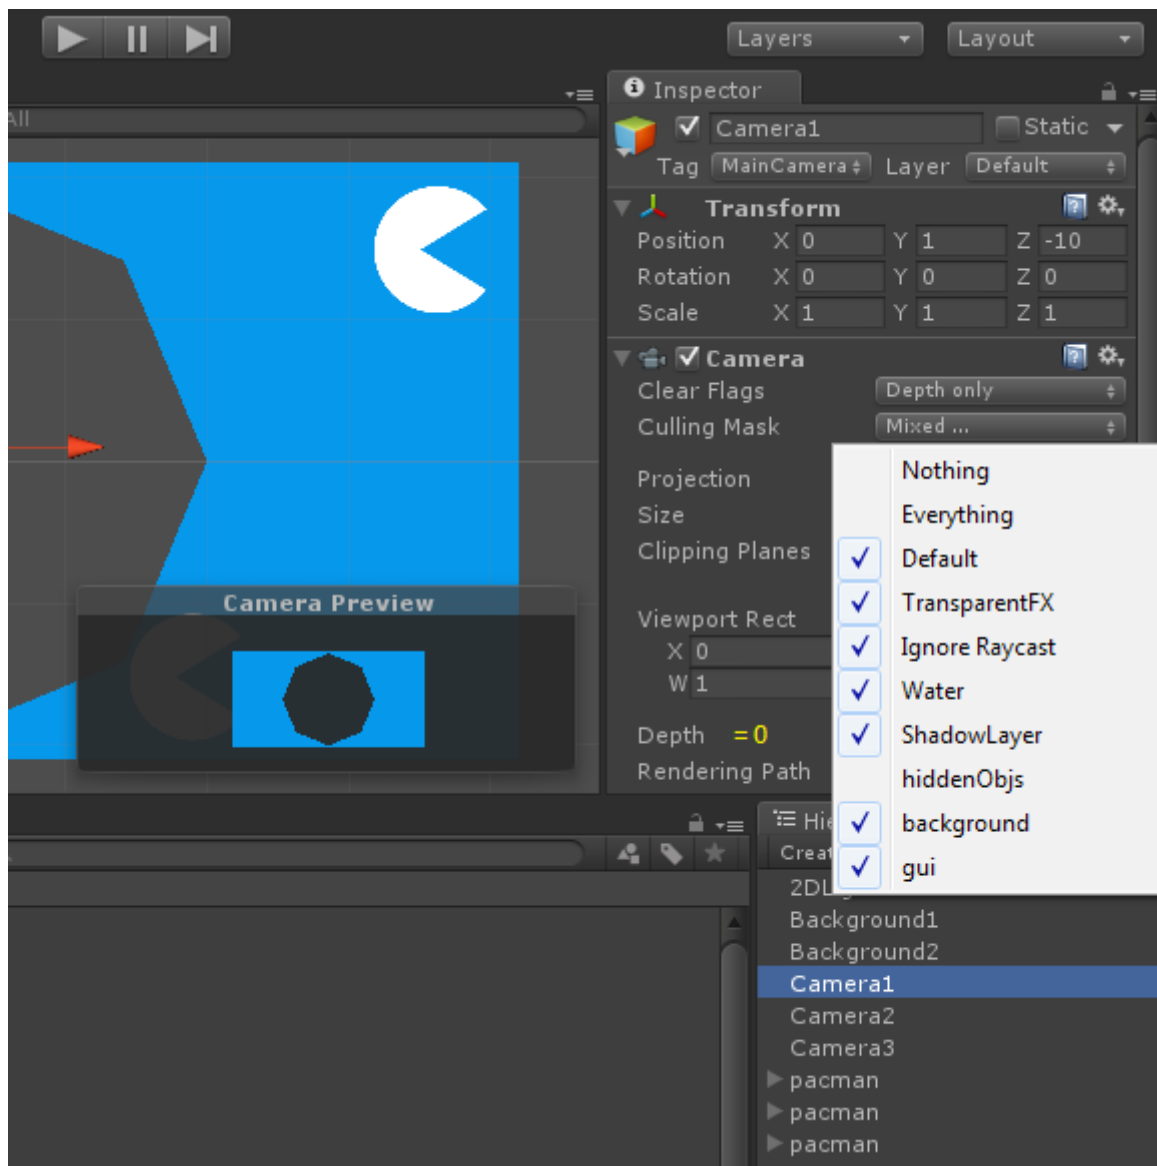 Layers
Layout
Inspector
All
Camera1
Static
Tag MainCamera Layer Default
Transform
Position X 0 Y 1 Z -10
Rotation X 0 Y 0 Z 0
Scale X 1 Y 1 Z 1
Camera
Clear Flags Depth only
Culling Mask Mixed ...
Nothing
Projection
Size
Everything
Clipping Planes
Default
Camera Preview
TransparentFX
Viewport Rect
X 0
Ignore Raycast
W 1
Water
Depth = 0
ShadowLayer
Rendering Path
hiddenObjs
background
gui
Background1
Background2
Camera1
Camera2
Camera3
pacman
pacman
pacman